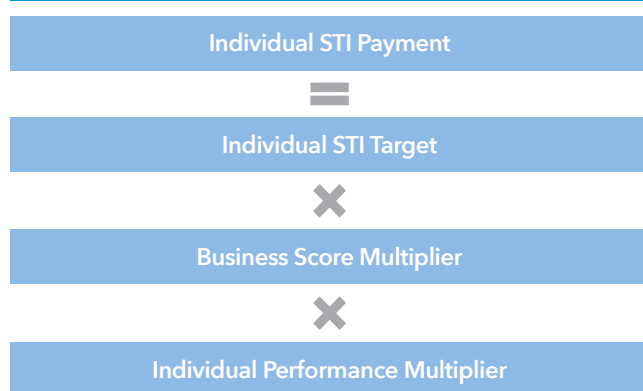 Individual STI Payment
=
Individual STI Target
×
Business Score Multiplier
×
Individual Performance Multiplier